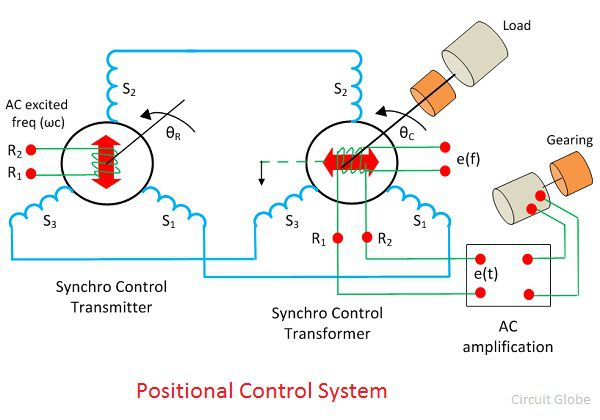 Load
S2
S2
AC excited
freq (ωc)
θR
θC
Gearing
R2
R1
e(f)
S3
S1
S3
S1
R1
R2
e(t)
Synchro Control
Transmitter
Synchro Control
Transformer
AC
amplification
Positional Control System
Circuit Globe